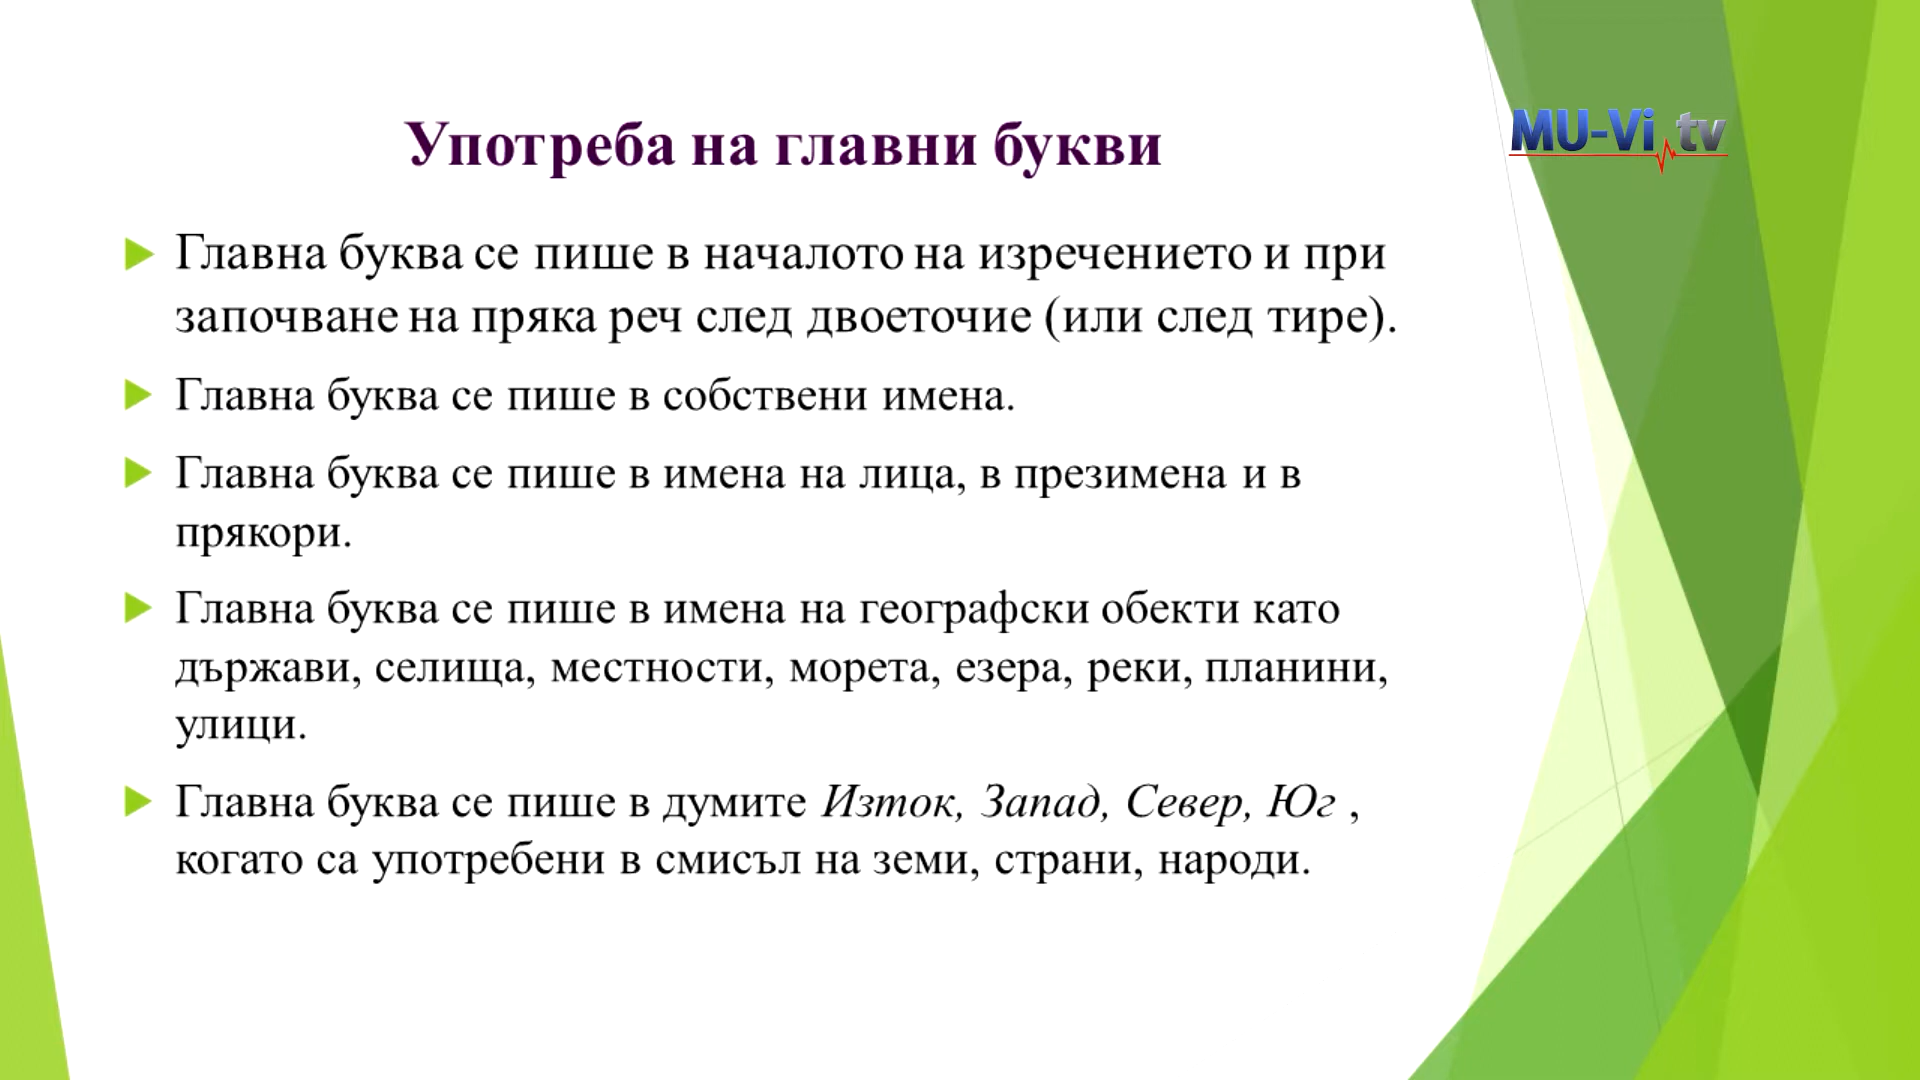 Употреба на главни букви
MU-Vi tv
Главна буква се пише в началото на изречението и при
започване на пряка реч след двоеточие (или след тире).
Главна буква се пише в собствени имена.
Главна буква се пише в имена на лица, в презимена и в
прякори.
Главна буква се пише в имена на географски обекти като
държави, селища, местности, морета, езера, реки, планини,
улици.
Главна буква се пише в думите Изток, Запад, Север, Юг ,
когато са употребени в смисъл на земи, страни, народи.